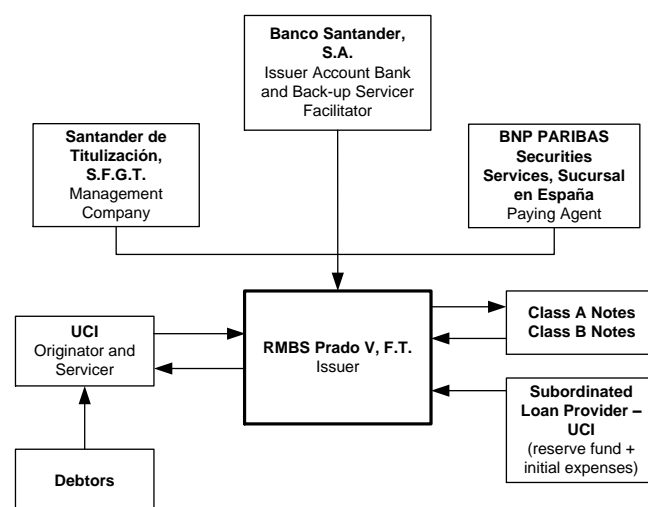 Banco Santander,
S.A.
Issuer Account Bank
and Back-up Servicer
Facilitator
Santander de
Titulización,
S.F.G.T.
Management
Company
BNP PARIBAS
Securities
Services, Sucursal
en España
Paying Agent
UCI
Originator and
Servicer
RMBS Prado V, F.T.
Issuer
Class A Notes
Class B Notes
Subordinated
Loan Provider –
UCI
(reserve fund +
initial expenses)
Debtors